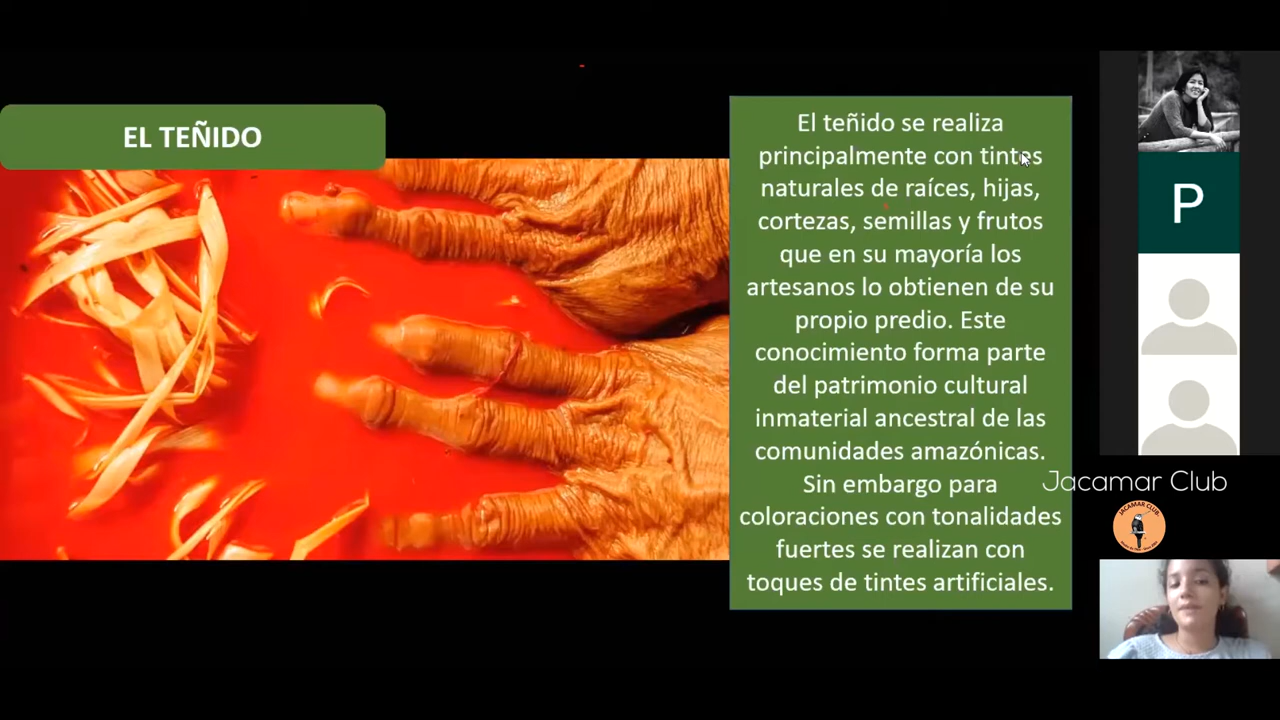 EL TEÑIDO
El teñido se realiza
principalmente con tintes
naturales de raíces, hijas,
cortezas, semillas y frutos
que en su mayoría los
artesanos lo obtienen de su
propio predio. Este
conocimiento forma parte
del patrimonio cultural
inmaterial ancestral de las
comunidades amazónicas.
Sin embargo para
coloraciones con tonalidades
fuertes se realizan con
toques de tintes artificiales.
P
Jacamar Club
JACAMAR CLUB